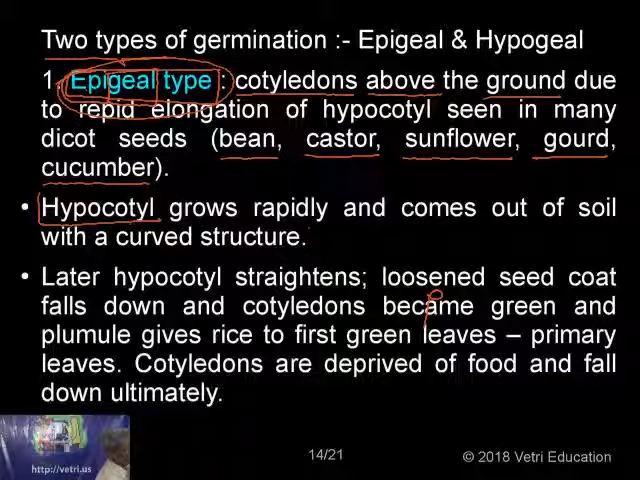 Two types of germination :- Epigeal & Hypogeal
1. Epigeal type : cotyledons above the ground due
to repid elongation of hypocotyl seen in many
dicot seeds (bean, castor, sunflower, gourd,
cucumber).
• Hypocotyl grows rapidly and comes out of soil
with a curved structure.
• Later hypocotyl straightens; loosened seed coat
falls down and cotyledons became green and
plumule gives rice to first green leaves – primary
leaves. Cotyledons are deprived of food and fall
down ultimately.
http://vetri.us
14/21
© 2018 Vetri Education